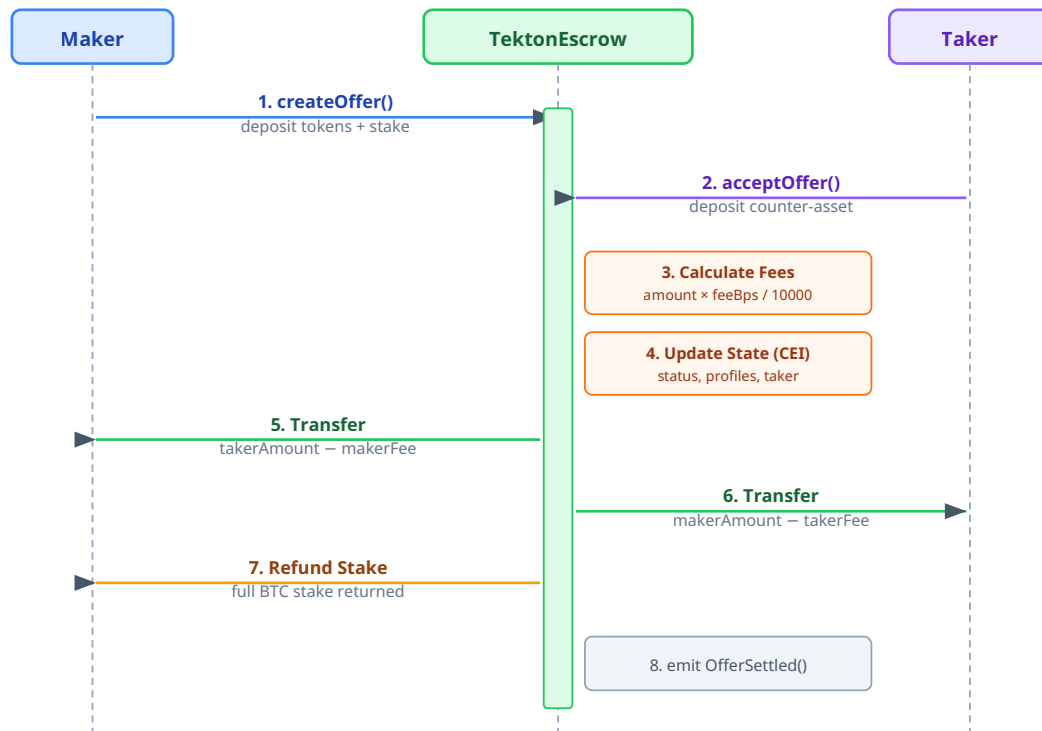 Maker
TektonEscrow
Taker
1. createOffer()
deposit tokens + stake
2. acceptOffer()
deposit counter-asset
3. Calculate Fees
amount × feeBps / 10000
4. Update State (CEI)
status, profiles, taker
5. Transfer
takerAmount − makerFee
6. Transfer
makerAmount − takerFee
7. Refund Stake
full BTC stake returned
8. emit OfferSettled()